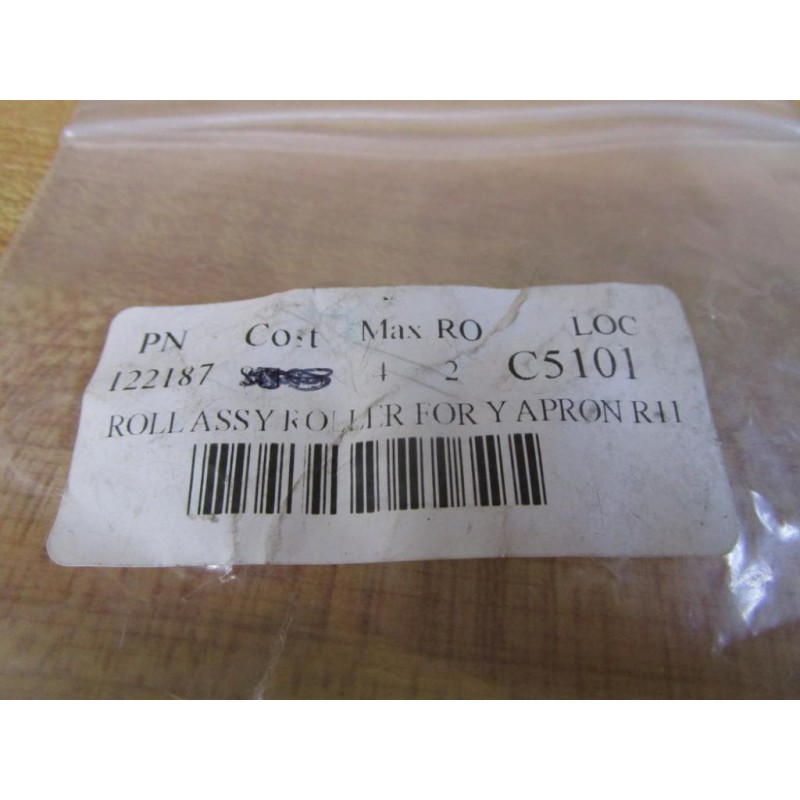 PN Cost Max RO LOC
122187 4 2 C5101
ROLL ASSY ROLLER FOR Y APRON R41